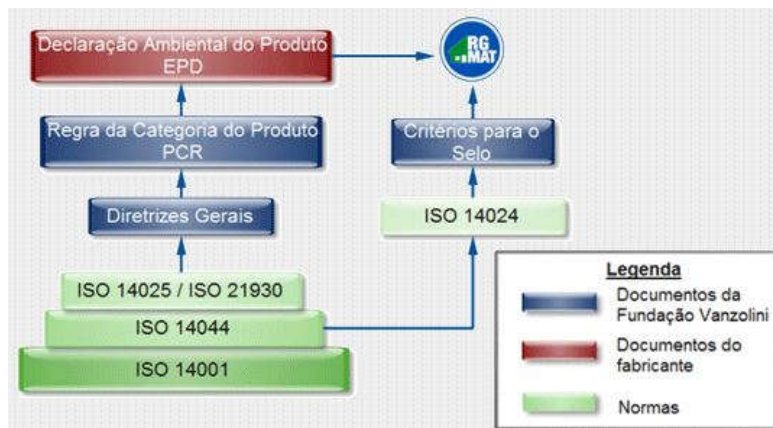 Declaração Ambiental do Produto
EPD
RG
MAT
Regra da Categoria do Produto
PCR
Critérios para o
Selo
Diretrizes Gerais
ISO 14024
ISO 14025 / ISO 21930
ISO 14044
ISO 14001
Legenda
Documentos da
Fundação Vanzolini
Documentos do
fabricante
Normas